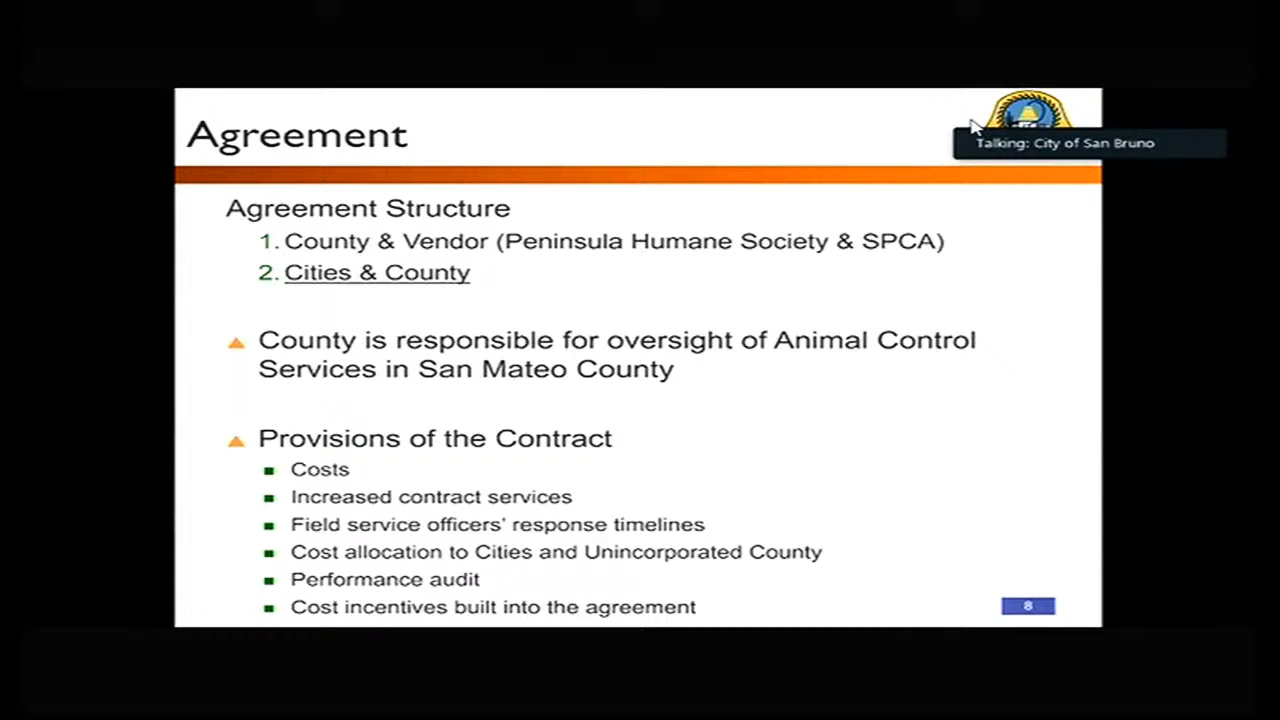 Agreement
Talking: City of San Bruno
Agreement Structure
1. County & Vendor (Peninsula Humane Society & SPCA)
2. Cities & County
County is responsible for oversight of Animal Control
Services in San Mateo County
Provisions of the Contract
Costs
Increased contract services
Field service officers' response timelines
Cost allocation to Cities and Unincorporated County
Performance audit
Cost incentives built into the agreement
8